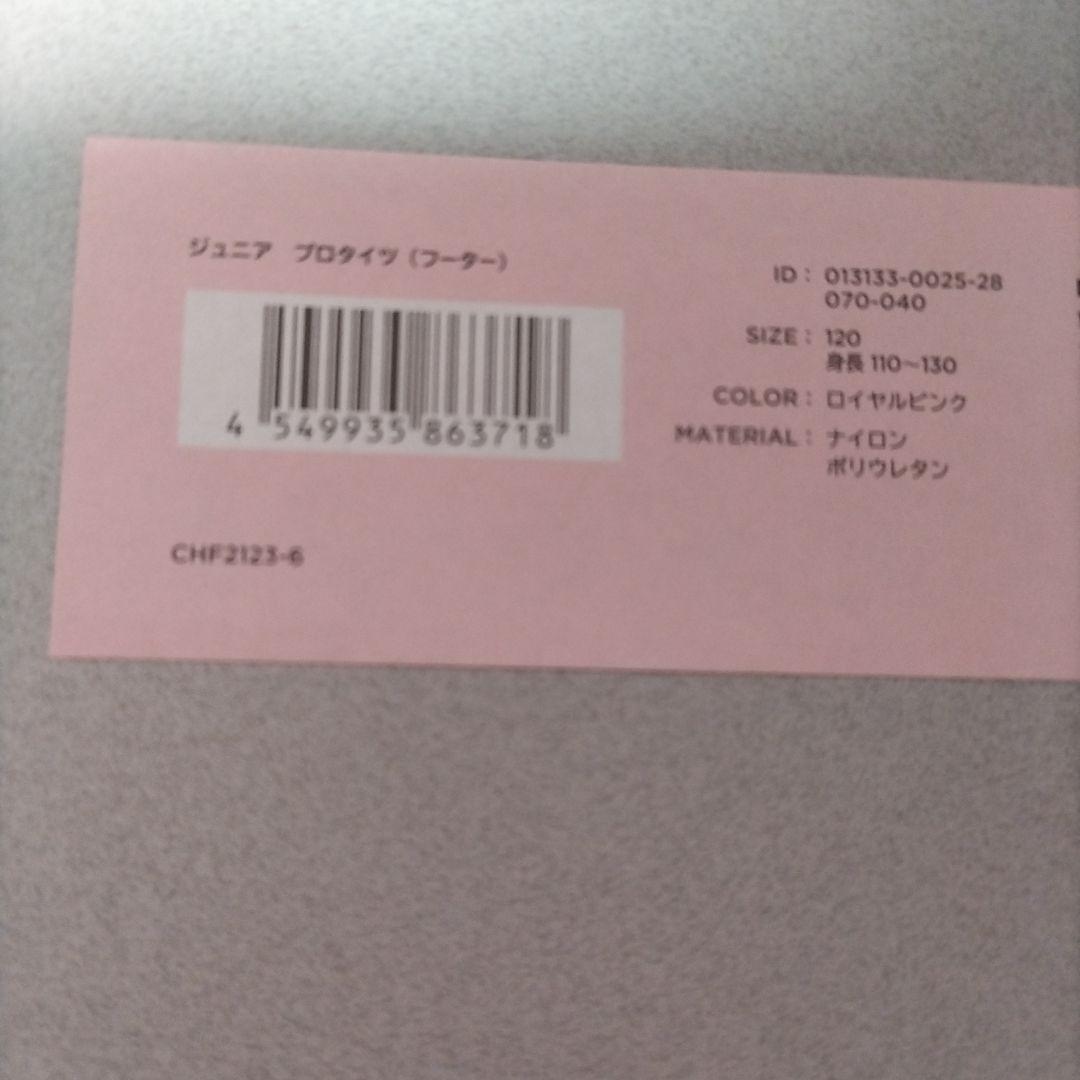 ジュニア プロタイツ（フーター）
4 549935 863718
CHF2123-6
ID： 013133-0025-28
070-040
SIZE： 120
身長 110～130
COLOR： ロイヤルピンク
MATERIAL： ナイロン
ポリウレタン